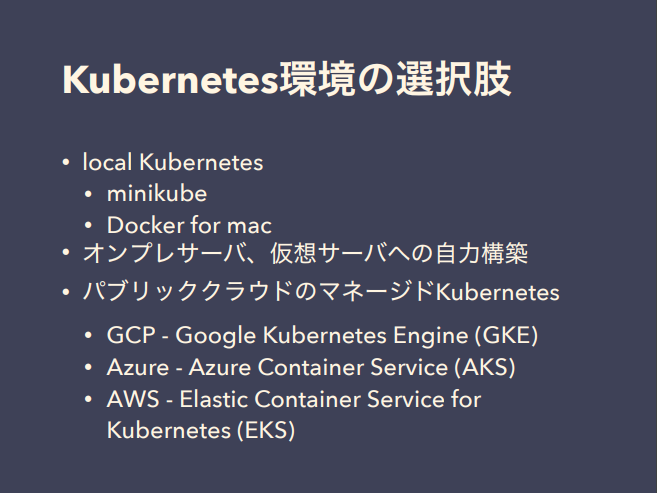 Kubernetes環境の選択肢
• local Kubernetes
• minikube
• Docker for mac
• オンプレサーバ、仮想サーバへの自力構築
• パブリッククラウドのマネージドKubernetes
• GCP - Google Kubernetes Engine (GKE)
• Azure - Azure Container Service (AKS)
• AWS - Elastic Container Service for
Kubernetes (EKS)